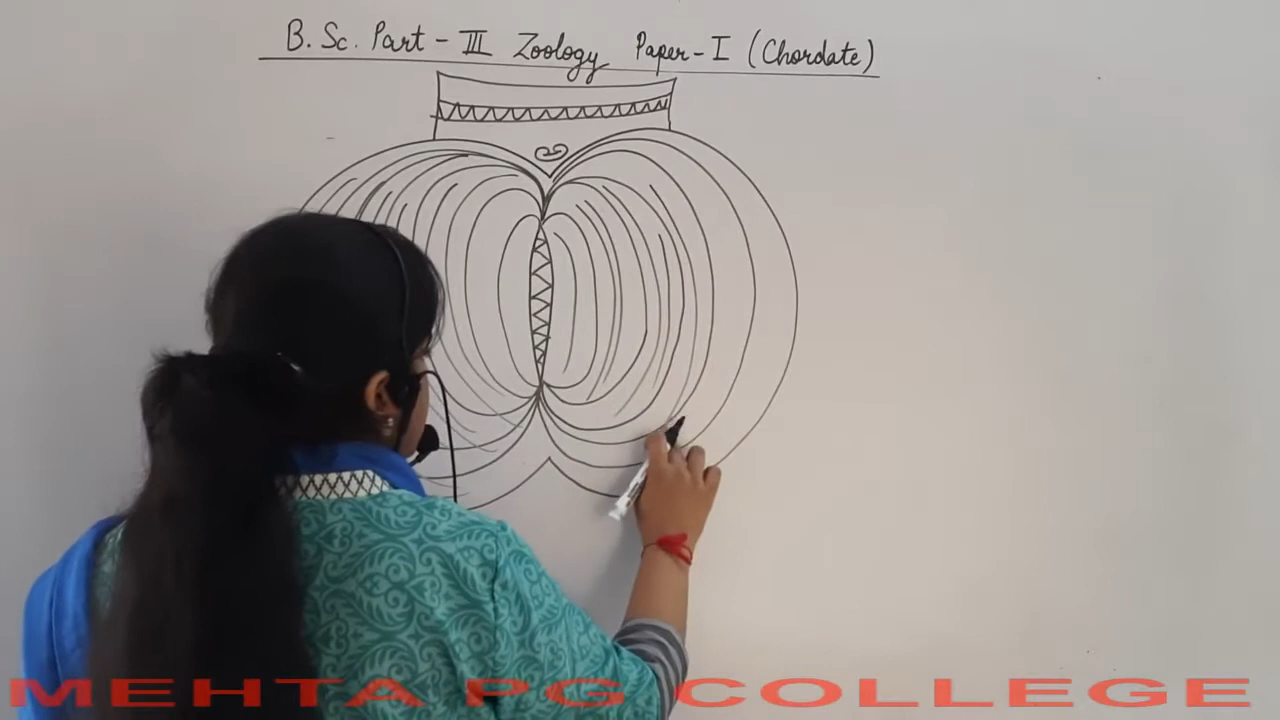 B. Sc. Part - III Zoology Paper - I (Chordate)
MEHTA PG COLLEGE